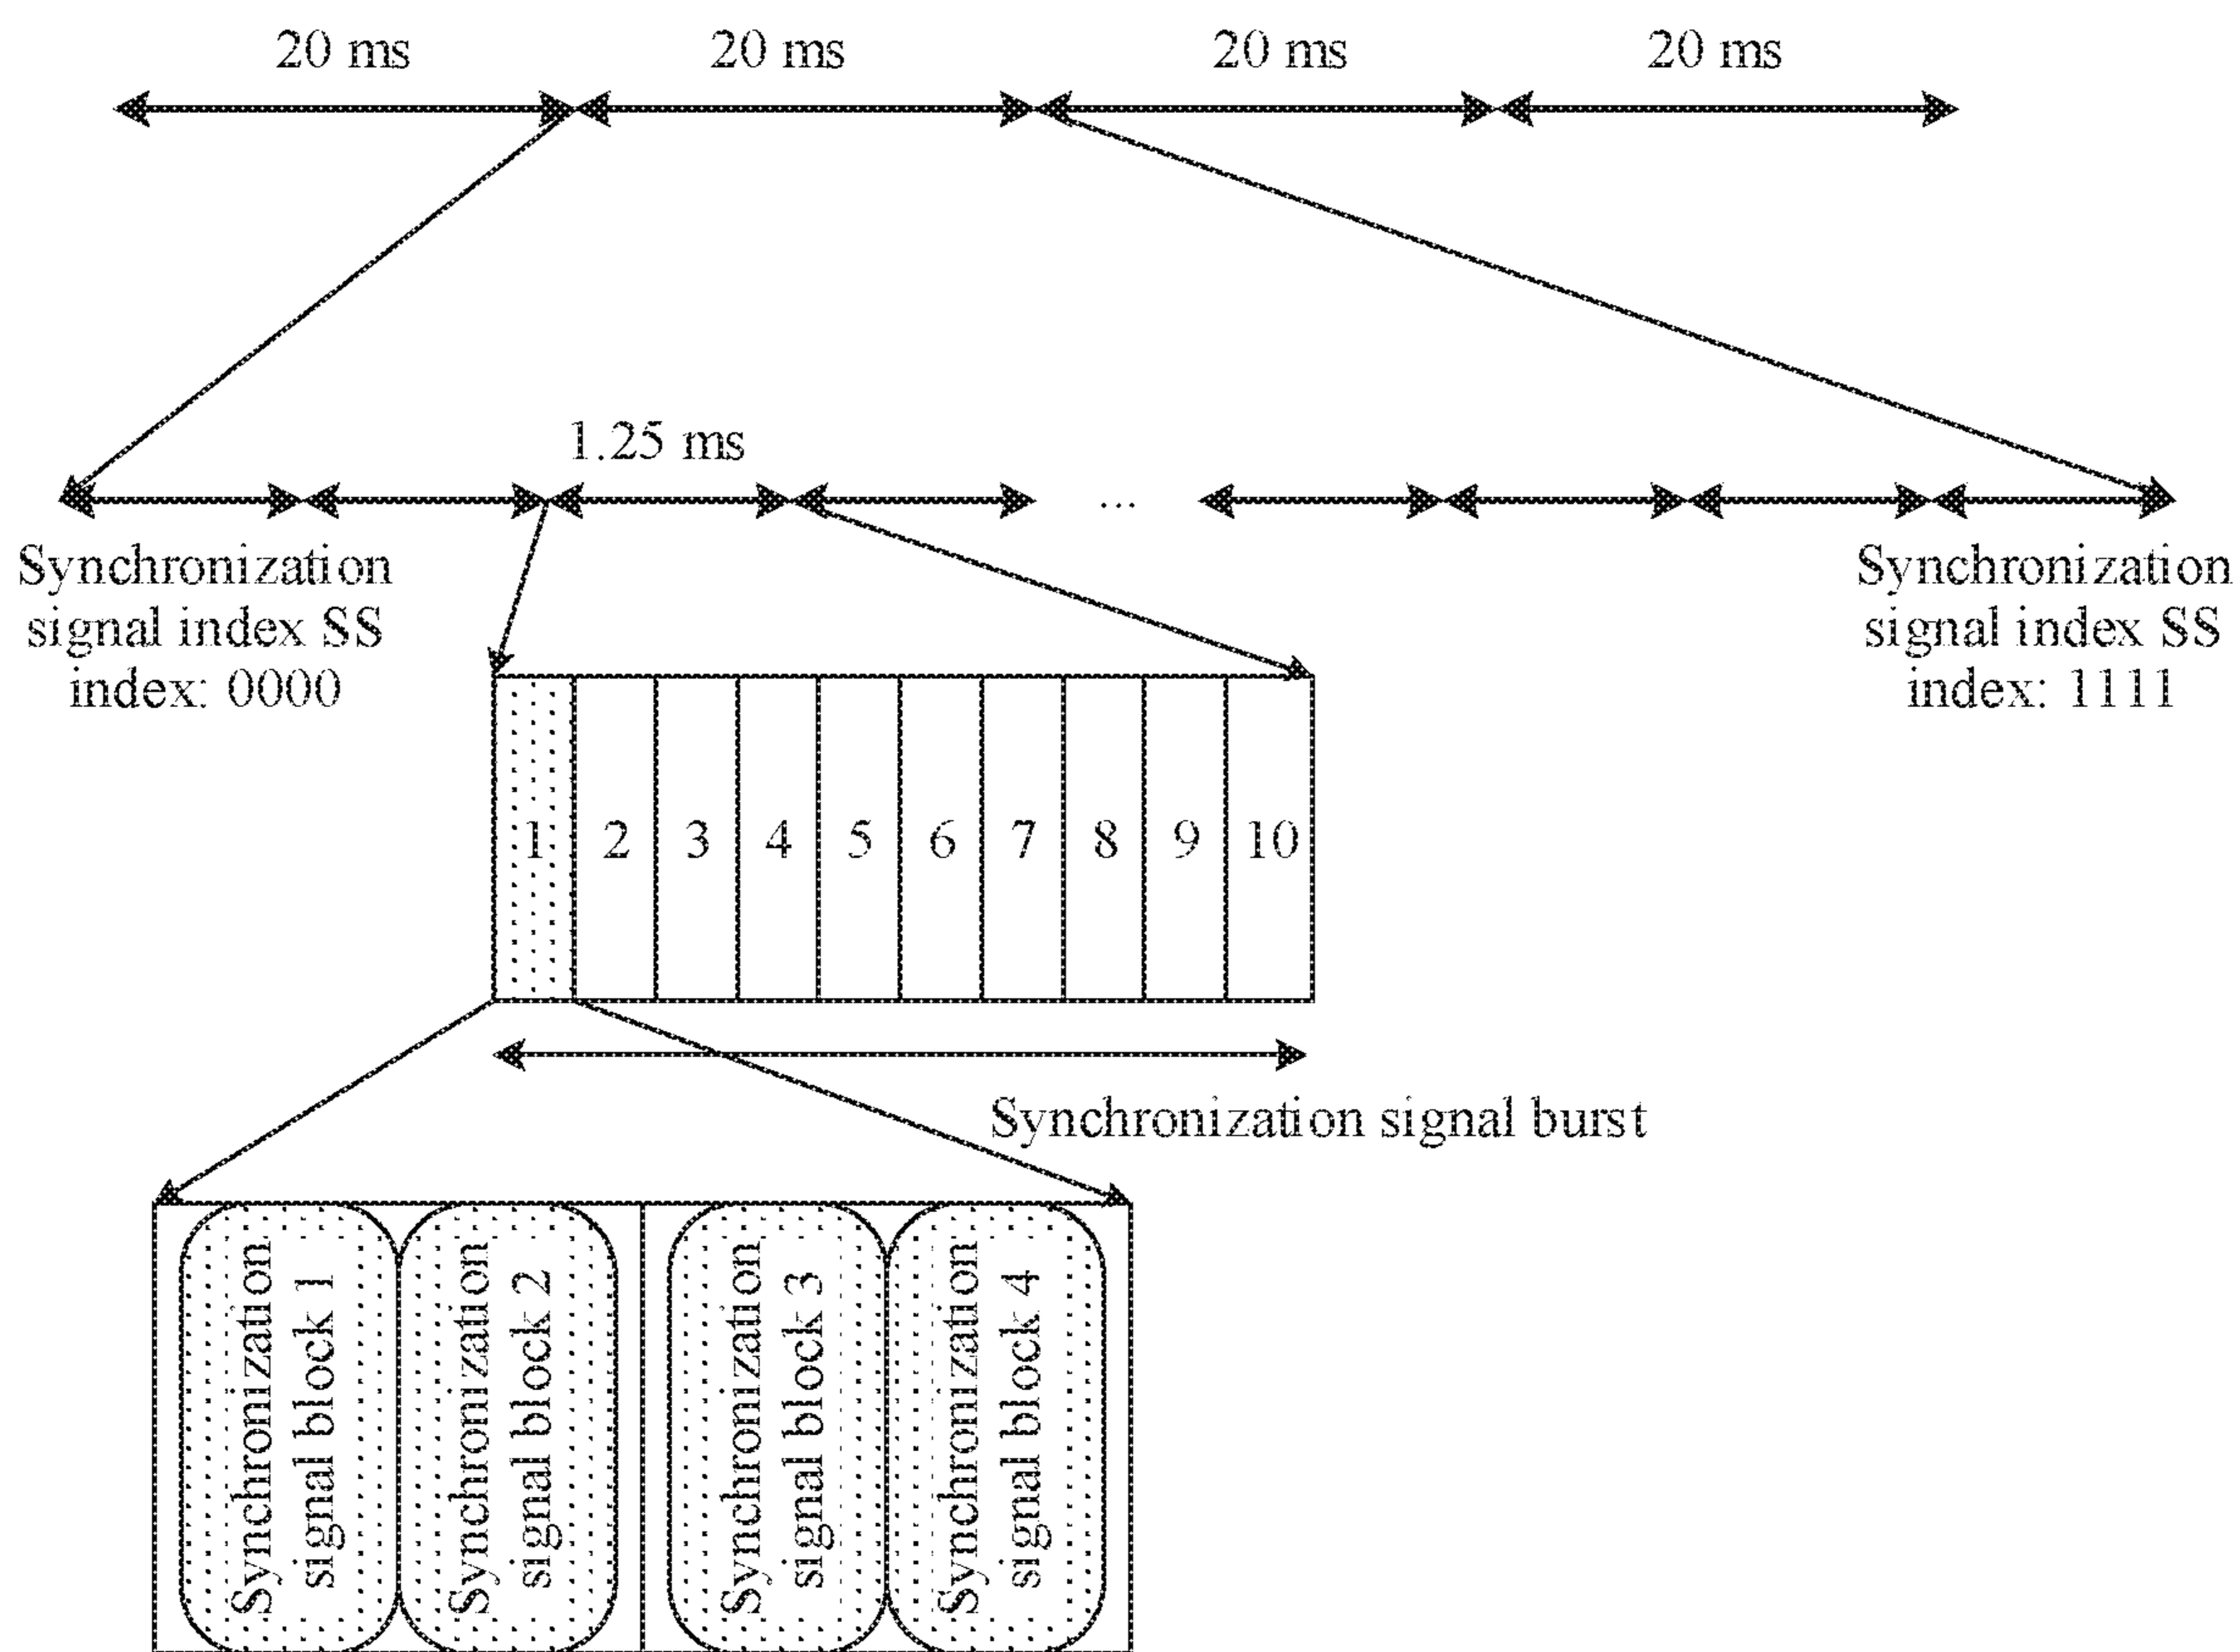 20 ms 20 ms 20 ms 20 ms
1.25 ms
...
Synchronization
signal index SS
index: 0000
Synchronization
signal index SS
index: 1111
1 2 3 4 5 6 7 8 9 10
Synchronization signal burst
Synchronization
signal block 1
Synchronization
signal block 2
Synchronization
signal block 3
Synchronization
signal block 4